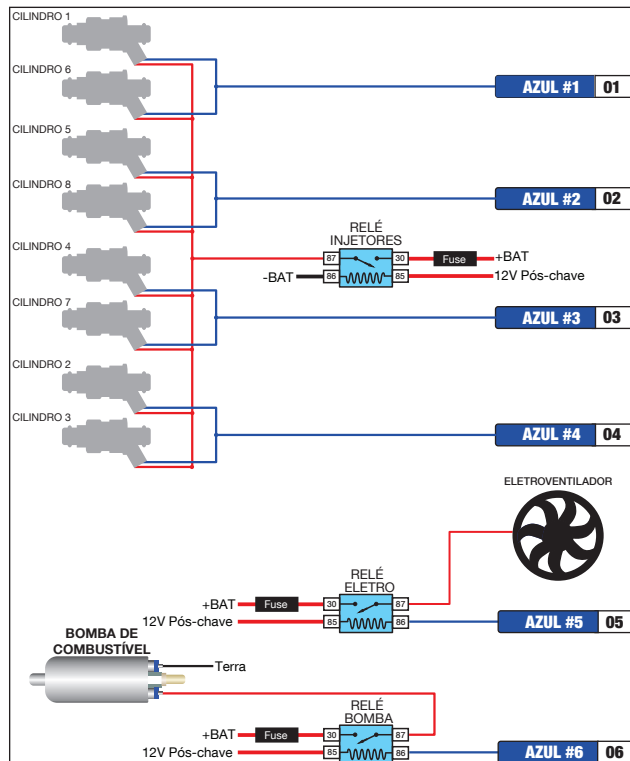 CILINDRO 1
CILINDRO 6
AZUL #1 01
CILINDRO 5
CILINDRO 8
AZUL #2 02
RELÉ
INJETORES
CILINDRO 4
87 30 Fuse +BAT
-BAT 86 85 12V Pós-chave
CILINDRO 7
AZUL #3 03
CILINDRO 2
CILINDRO 3
AZUL #4 04
ELETROVENTILADOR
RELÉ
ELETRO
+BAT Fuse 30 87
12V Pós-chave 85 86 AZUL #5 05
BOMBA DE
COMBUSTÍVEL
Terra
RELÉ
BOMBA
+BAT Fuse 30 87
12V Pós-chave 85 86 AZUL #6 06